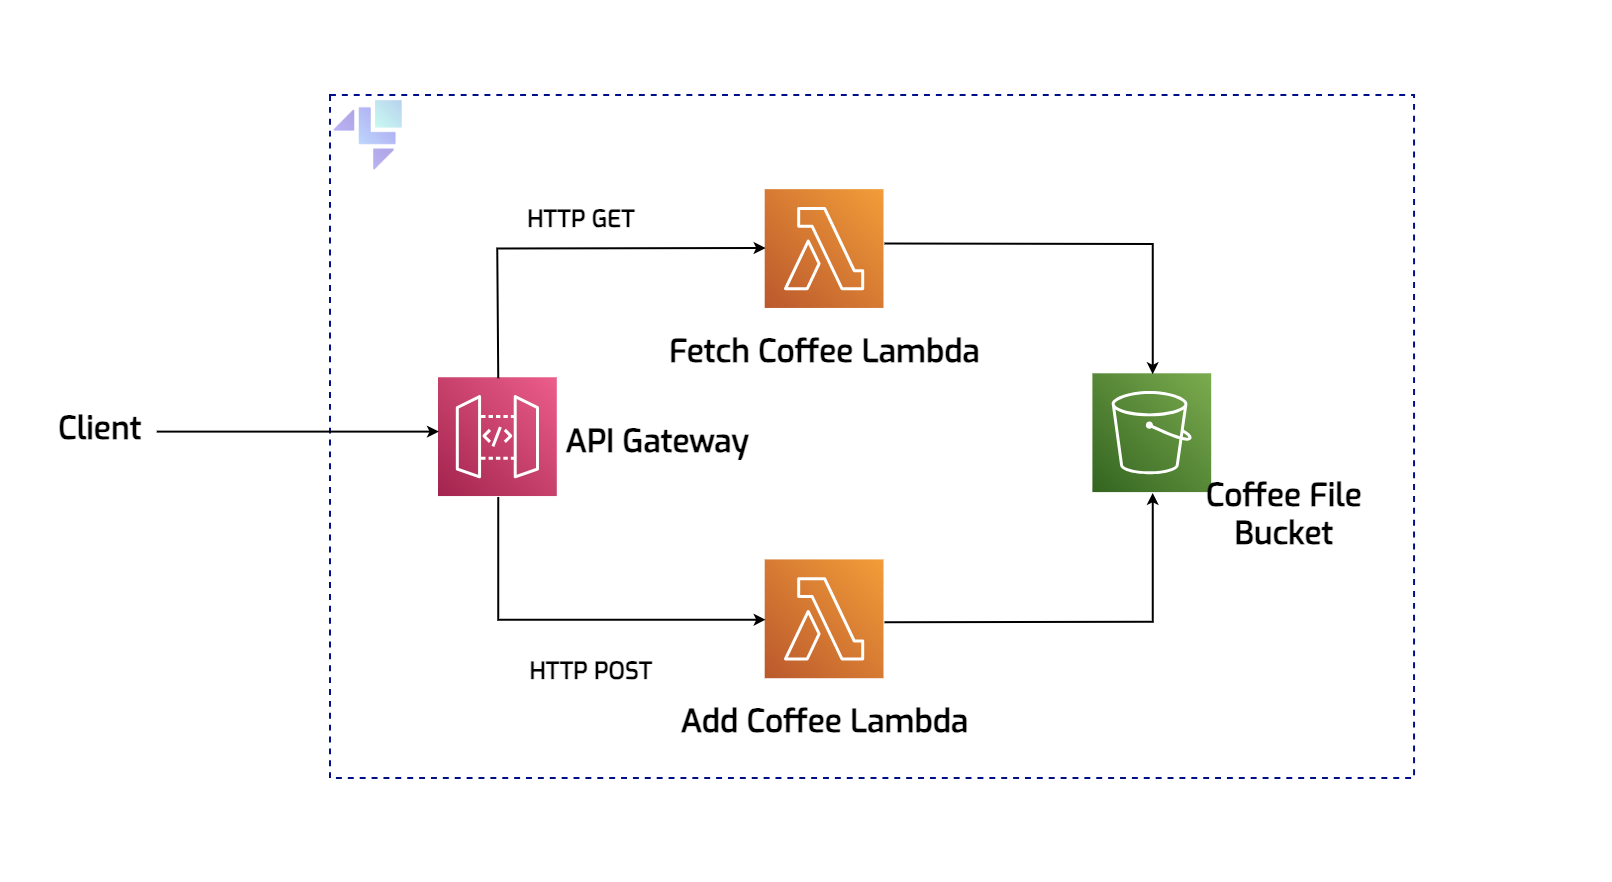 HTTP GET
Fetch Coffee Lambda
Client
API Gateway
</>
Coffee File
Bucket
HTTP POST
Add Coffee Lambda